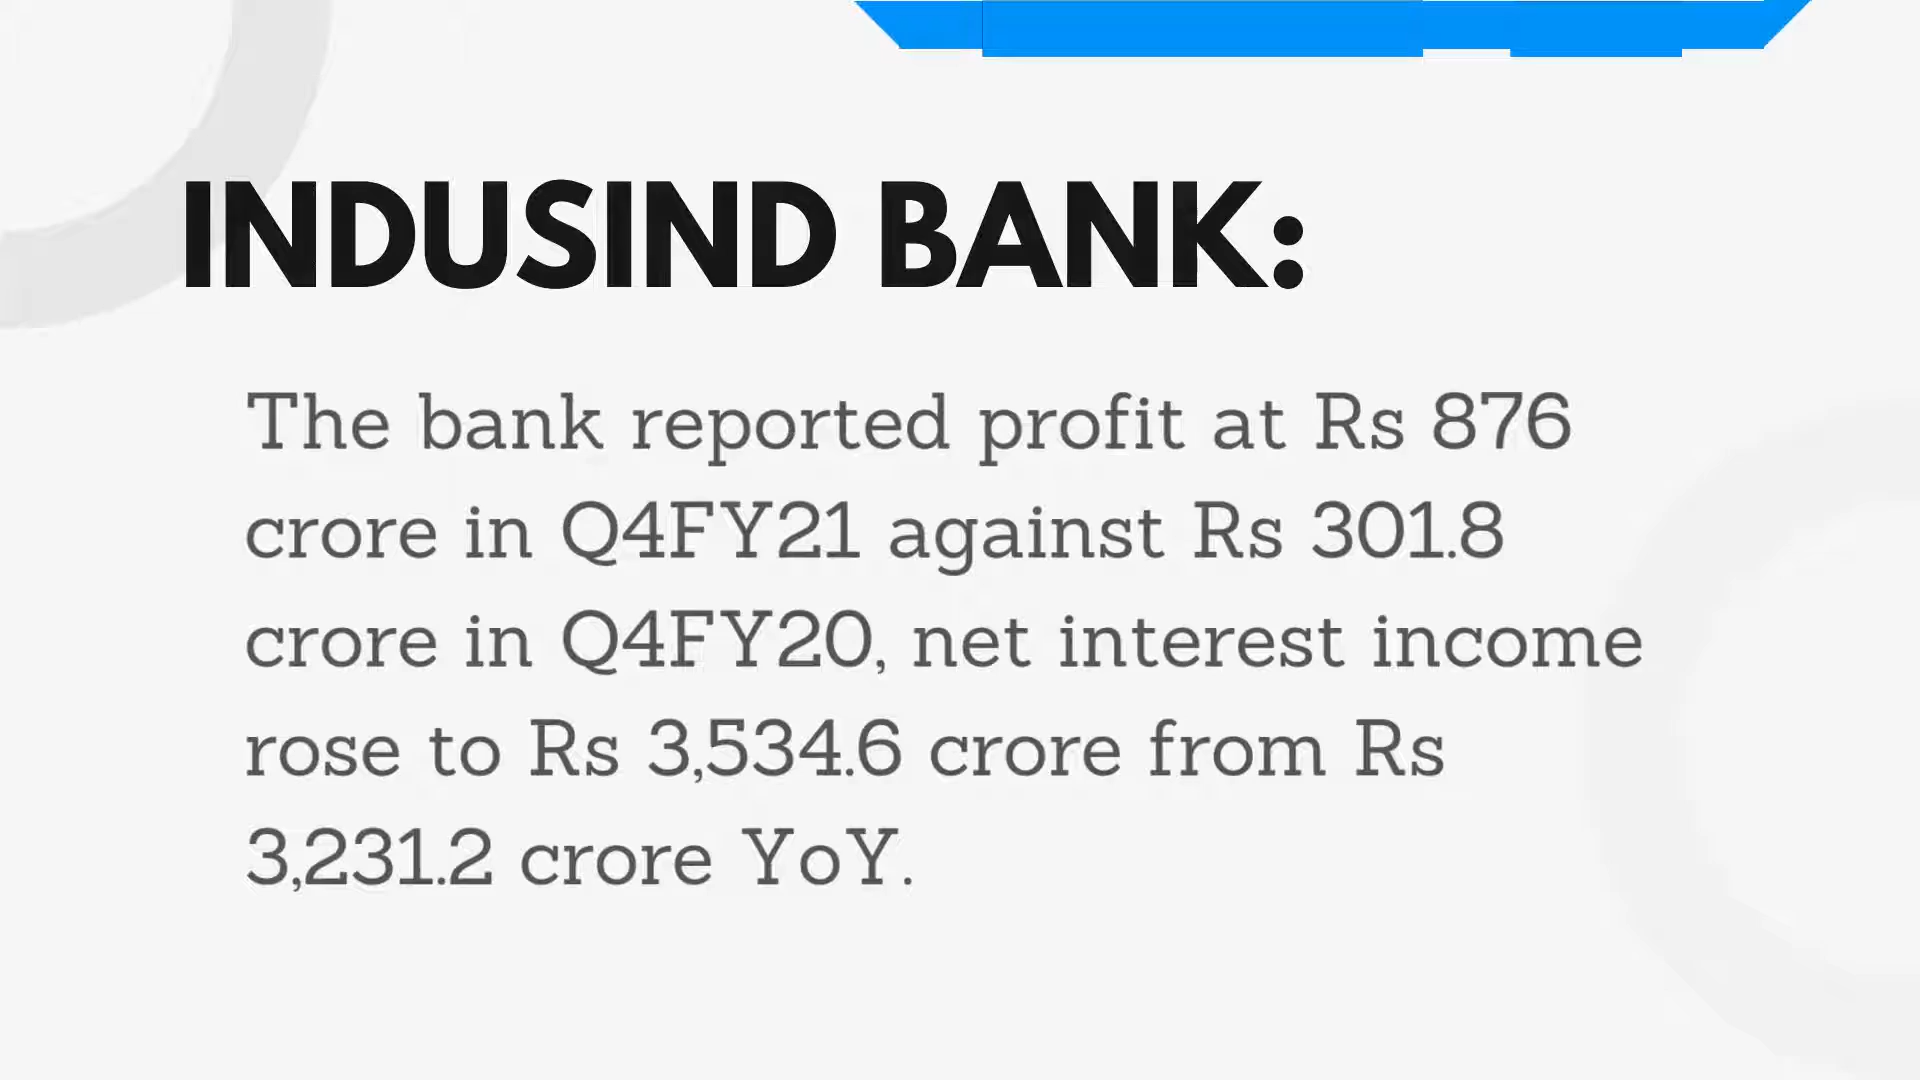 INDUSIND BANK:
The bank reported profit at Rs 876
crore in Q4FY21 against Rs 301.8
crore in Q4FY20, net interest income
rose to Rs 3,534.6 crore from Rs
3,231.2 crore YoY.